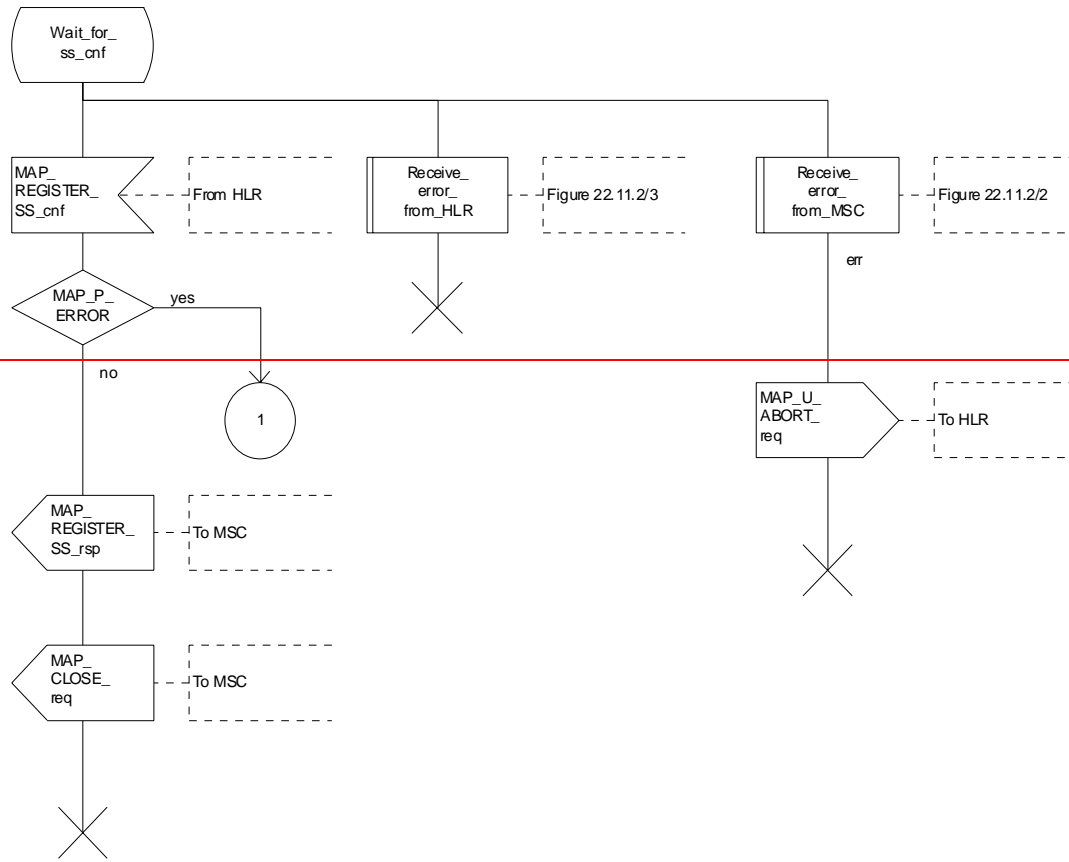 Wait_for_
ss_cnf
MAP_
REGISTER_
SS_cnf
From HLR
Receive_
error_
from_HLR
Figure 22.11.2/3
Receive_
error_
from_MSC
Figure 22.11.2/2
err
MAP_P_
ERROR
yes
no
1
MAP_U_
ABORT_
req
To HLR
MAP_
REGISTER_
SS_rsp
To MSC
MAP_
CLOSE_
req
To MSC